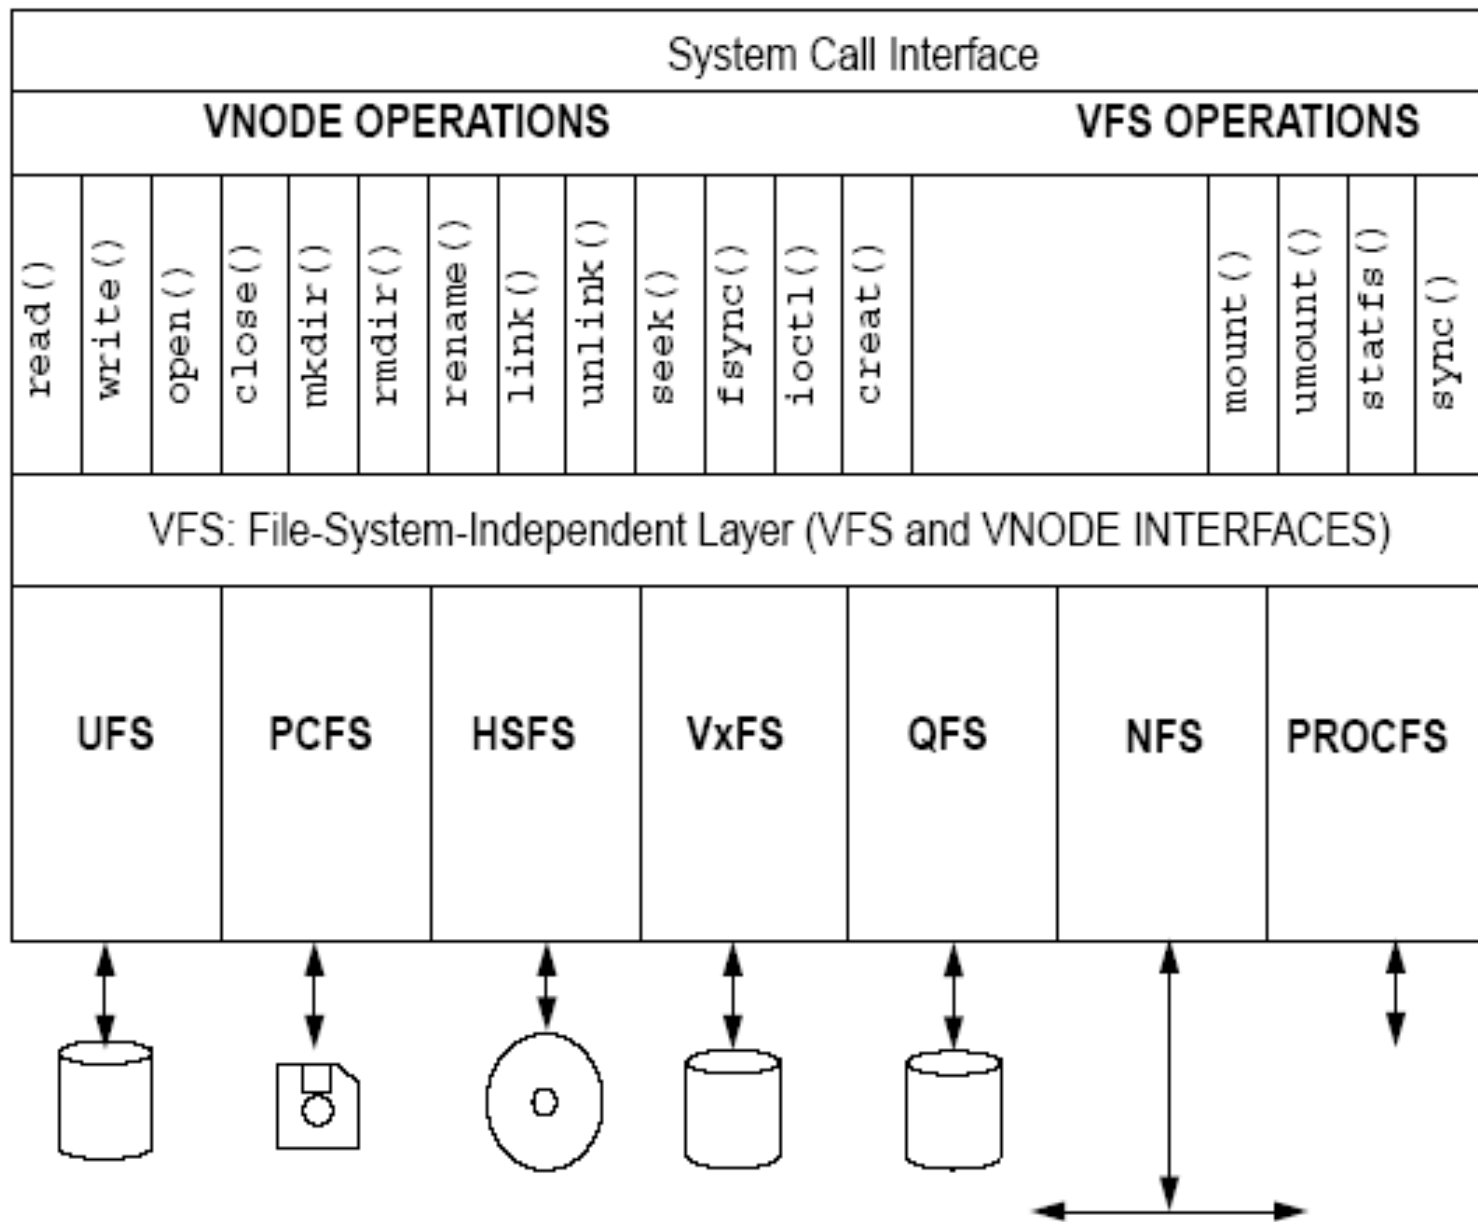 System Call Interface
VNODE OPERATIONS
VFS OPERATIONS
read()
write()
open()
close()
mkdir()
rmdir()
rename()
link()
unlink()
seek()
fsync()
ioctl()
creat()
mount()
umount()
statfs()
sync()
VFS: File-System-Independent Layer (VFS and VNODE INTERFACES)
UFS
PCFS
HSFS
VxFS
QFS
NFS
PROCFS